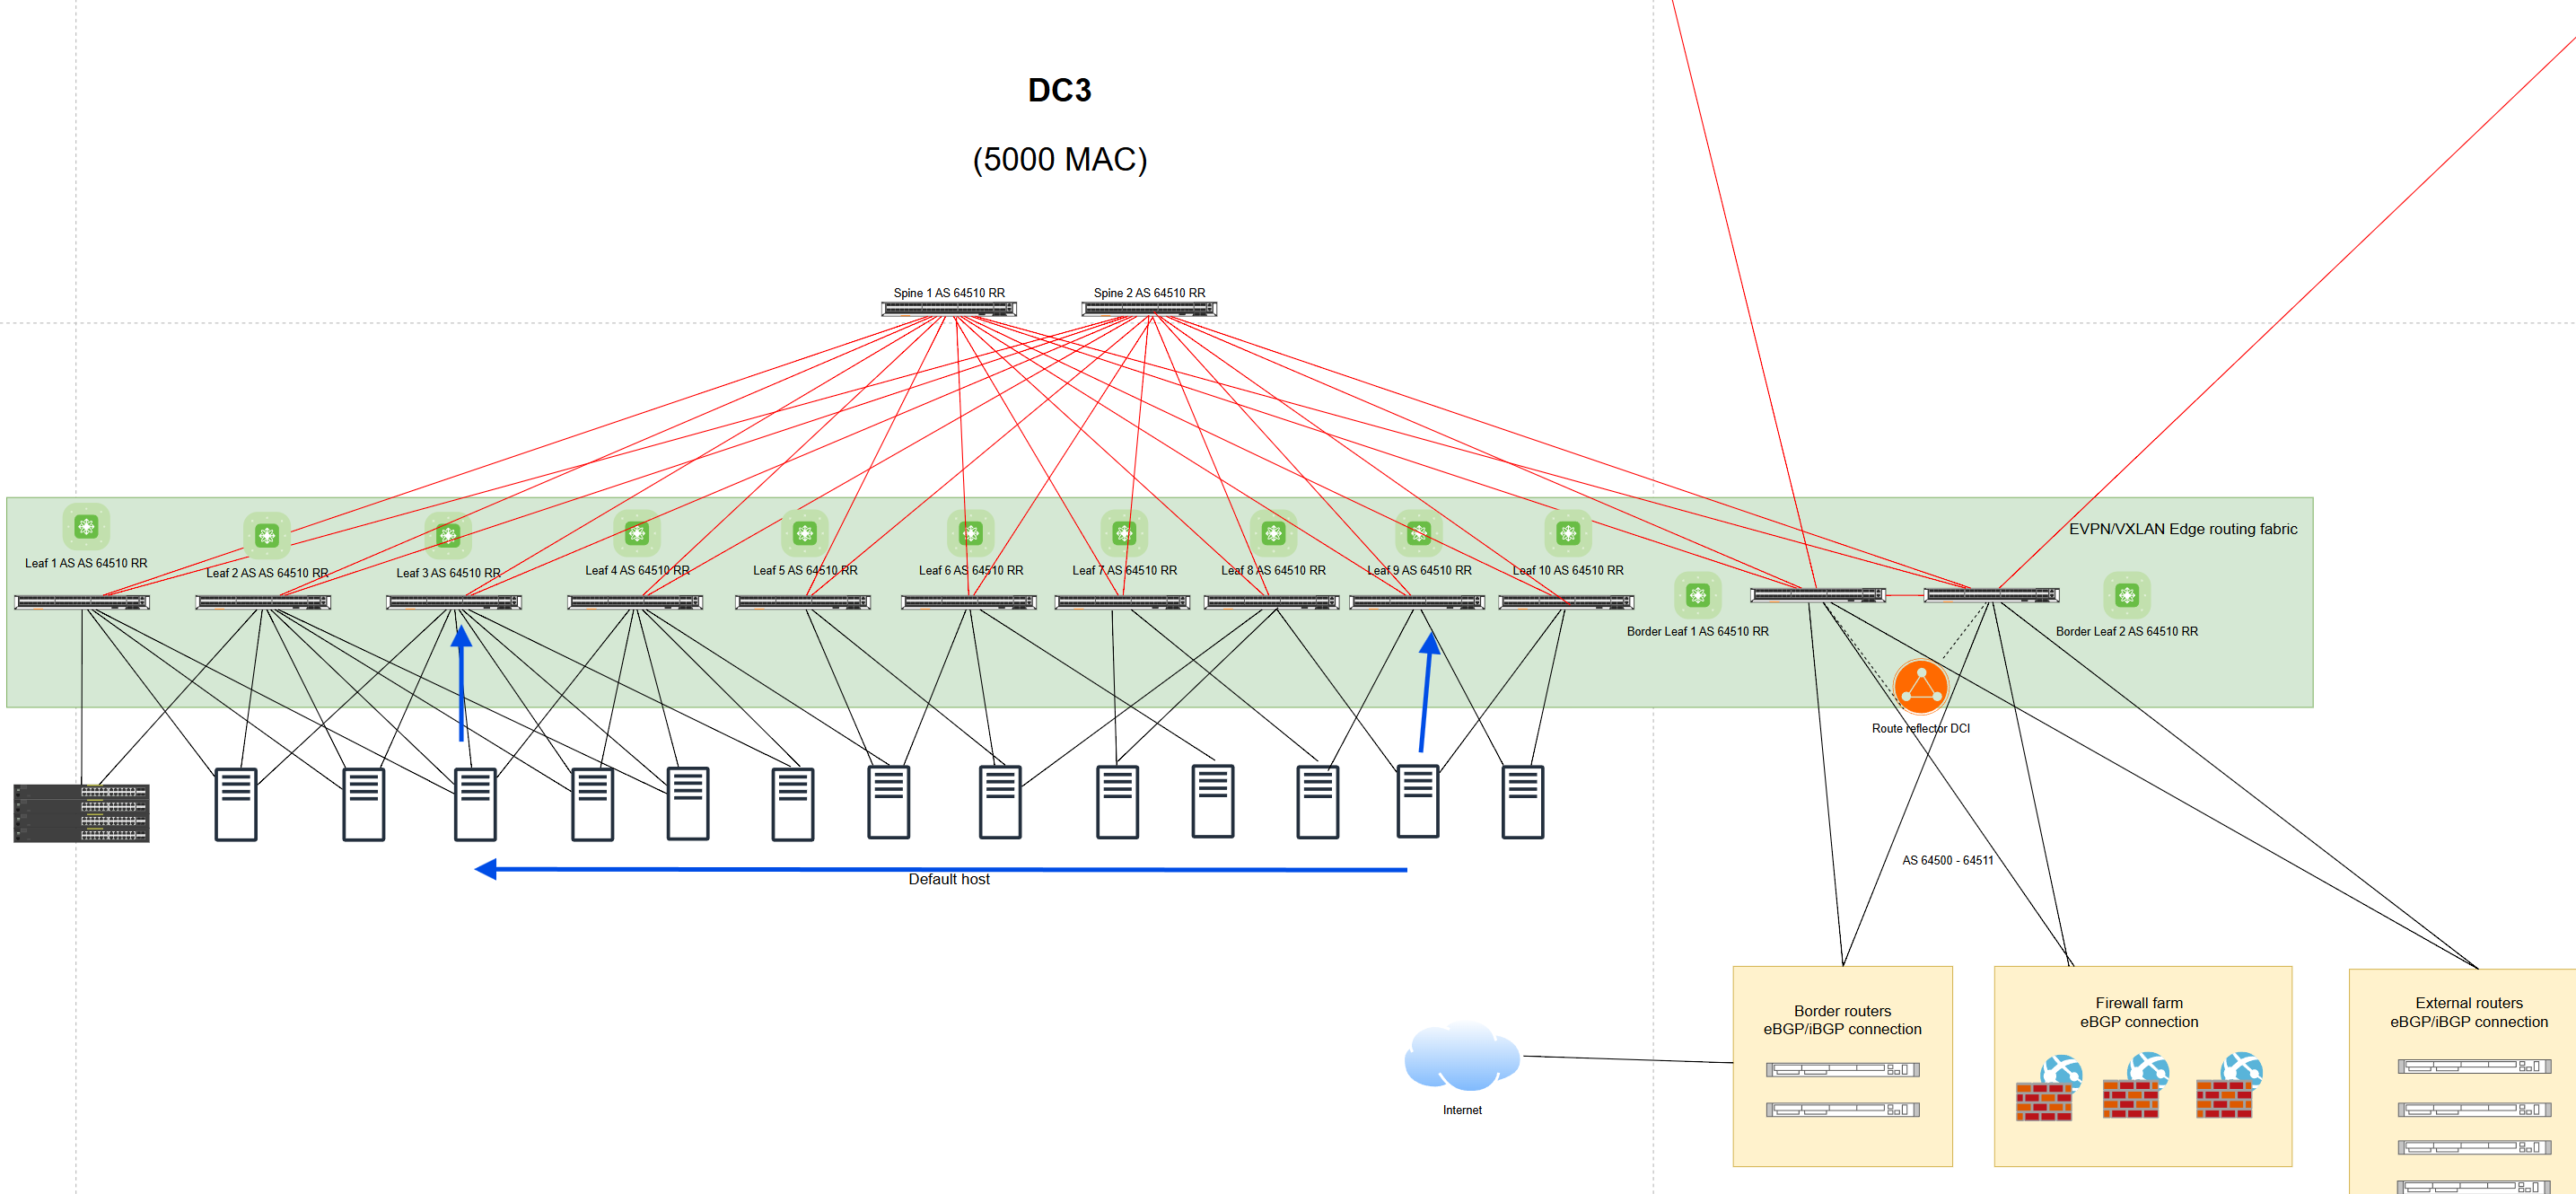 DC3
(5000 MAC)
Spine 1 AS 64510 RR
Spine 2 AS 64510 RR
EVPN/VXLAN Edge routing fabric
Leaf 1 AS AS 64510 RR
Leaf 2 AS AS 64510 RR
Leaf 3 AS 64510 RR
Leaf 4 AS 64510 RR
Leaf 5 AS 64510 RR
Leaf 6 AS 64510 RR
Leaf 7 AS 64510 RR
Leaf 8 AS 64510 RR
Leaf 9 AS 64510 RR
Leaf 10 AS 64510 RR
Border Leaf 1 AS 64510 RR
Border Leaf 2 AS 64510 RR
Route reflector DCI
Default host
AS 64500 - 64511
Border routers
eBGP/iBGP connection
Firewall farm
eBGP connection
External routers
eBGP/iBGP connection
Internet